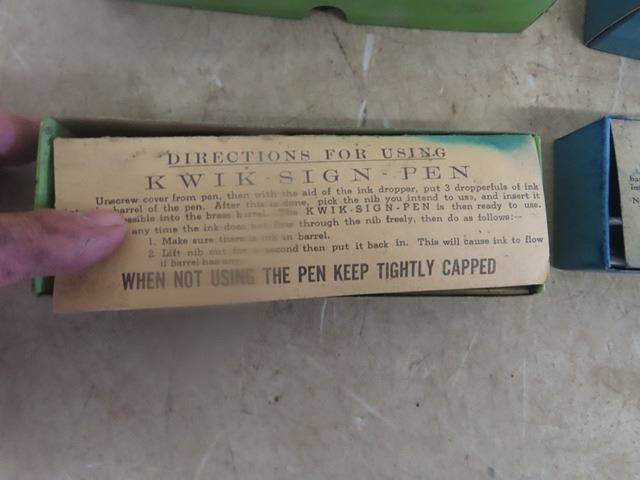 DIRECTIONS FOR USING
KWIK-SIGN-PEN
Unscrew cover from pen, then with the aid of the ink dropper, put 3 dropperfuls of ink
barrel of the pen. After this is done, pick the nib you intend to use, and insert it
possible into the brass barrel. The KWIK-SIGN-PEN is then ready to use.
any time the ink does not flow through the nib freely, then do as follows:—
1. Make sure there is ink in barrel.
2. Lift nib out for a second then put it back in. This will cause ink to flow
if barrel has any.
WHEN NOT USING THE PEN KEEP TIGHTLY CAPPED